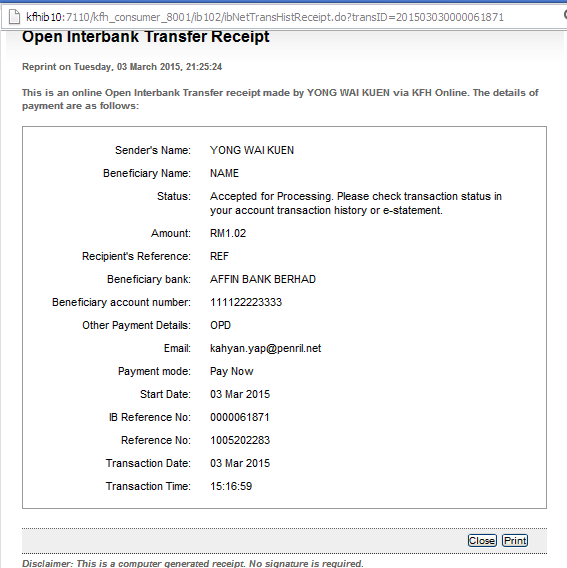 kfhib10:7110/kfh_consumer_8001/ib102/ibNetTransHistReceipt.do?transID=201503030000061871
Open Interbank Transfer Receipt
Reprint on Tuesday, 03 March 2015, 21:25:24
This is an online Open Interbank Transfer receipt made by YONG WAI KUEN via KFH Online. The details of
payment are as follows:
Sender's Name: YONG WAI KUEN
Beneficiary Name: NAME
Status: Accepted for Processing. Please check transaction status in
your account transaction history or e-statement.
Amount: RM1.02
Recipient's Reference: REF
Beneficiary bank: AFFIN BANK BERHAD
Beneficiary account number: 111122223333
Other Payment Details: OPD
Email: kahyan.yap@penril.net
Payment mode: Pay Now
Start Date: 03 Mar 2015
IB Reference No: 0000061871
Reference No: 1005202283
Transaction Date: 03 Mar 2015
Transaction Time: 15:16:59
Close Print
Disclaimer: This is a computer generated receipt. No signature is required.